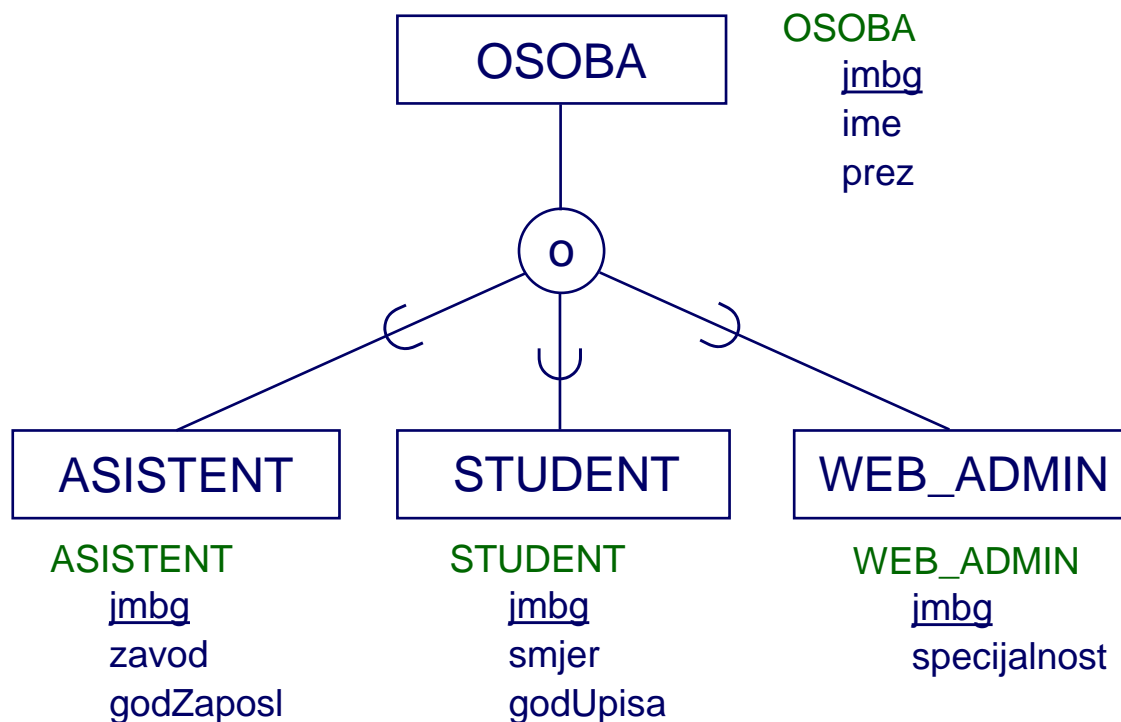 OSOBA
OSOBA
jmbg
ime
prez
o
ASISTENT
STUDENT
WEB_ADMIN
ASISTENT
jmbg
zavod
godZaposl
STUDENT
jmbg
smjer
godUpisa
WEB_ADMIN
jmbg
specijalnost